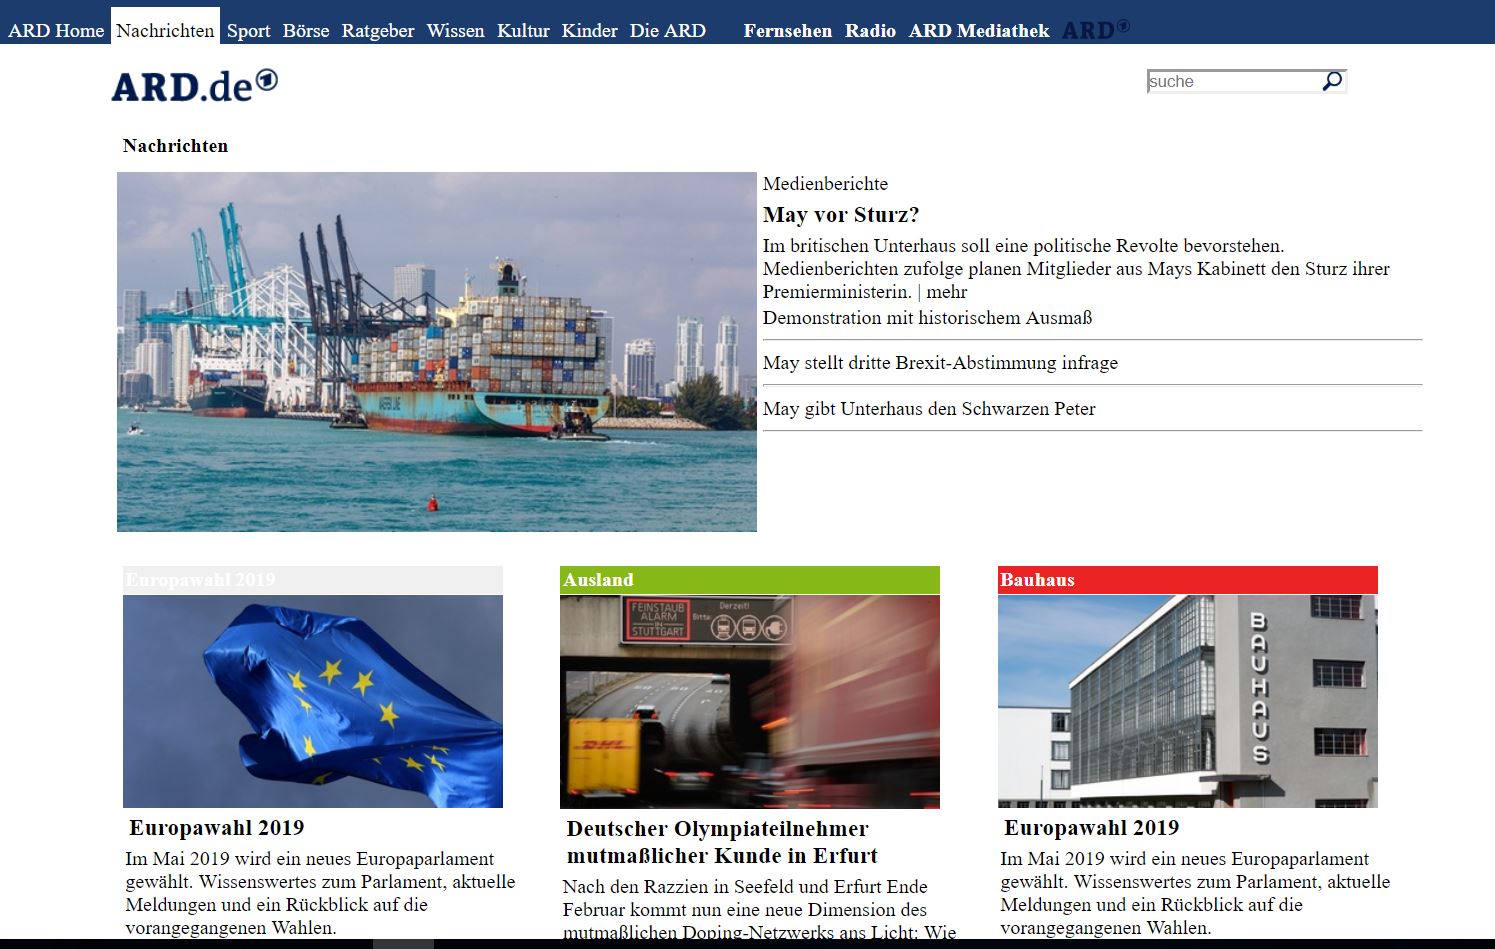 ARD Home Nachrichten Sport Börse Ratgeber Wissen Kultur Kinder Die ARD Fernsehen Radio ARD Mediathek ARD
ARD.de
suche
Nachrichten
Medienberichte
May vor Sturz?
Im britischen Unterhaus soll eine politische Revolte bevorstehen.
Medienberichten zufolge planen Mitglieder aus Mays Kabinett den Sturz ihrer
Premierministerin. | mehr
Demonstration mit historischem Ausmaß
May stellt dritte Brexit-Abstimmung infrage
May gibt Unterhaus den Schwarzen Peter
Europawahl 2019
Europawahl 2019
Im Mai 2019 wird ein neues Europaparlament
gewählt. Wissenswertes zum Parlament, aktuelle
Meldungen und ein Rückblick auf die
vorangegangenen Wahlen.
Ausland
FEINSTAUB
ALARM
IN
STUTTGART
Derzeit!
Bitte:
DHL
Deutscher Olympiateilnehmer
mutmaßlicher Kunde in Erfurt
Nach den Razzien in Seefeld und Erfurt Ende
Februar kommt nun eine neue Dimension des
mutmaßlichen Doping-Netzwerks ans Licht: Wie
Bauhaus
BAUHAUS
Europawahl 2019
Im Mai 2019 wird ein neues Europaparlament
gewählt. Wissenswertes zum Parlament, aktuelle
Meldungen und ein Rückblick auf die
vorangegangenen Wahlen.